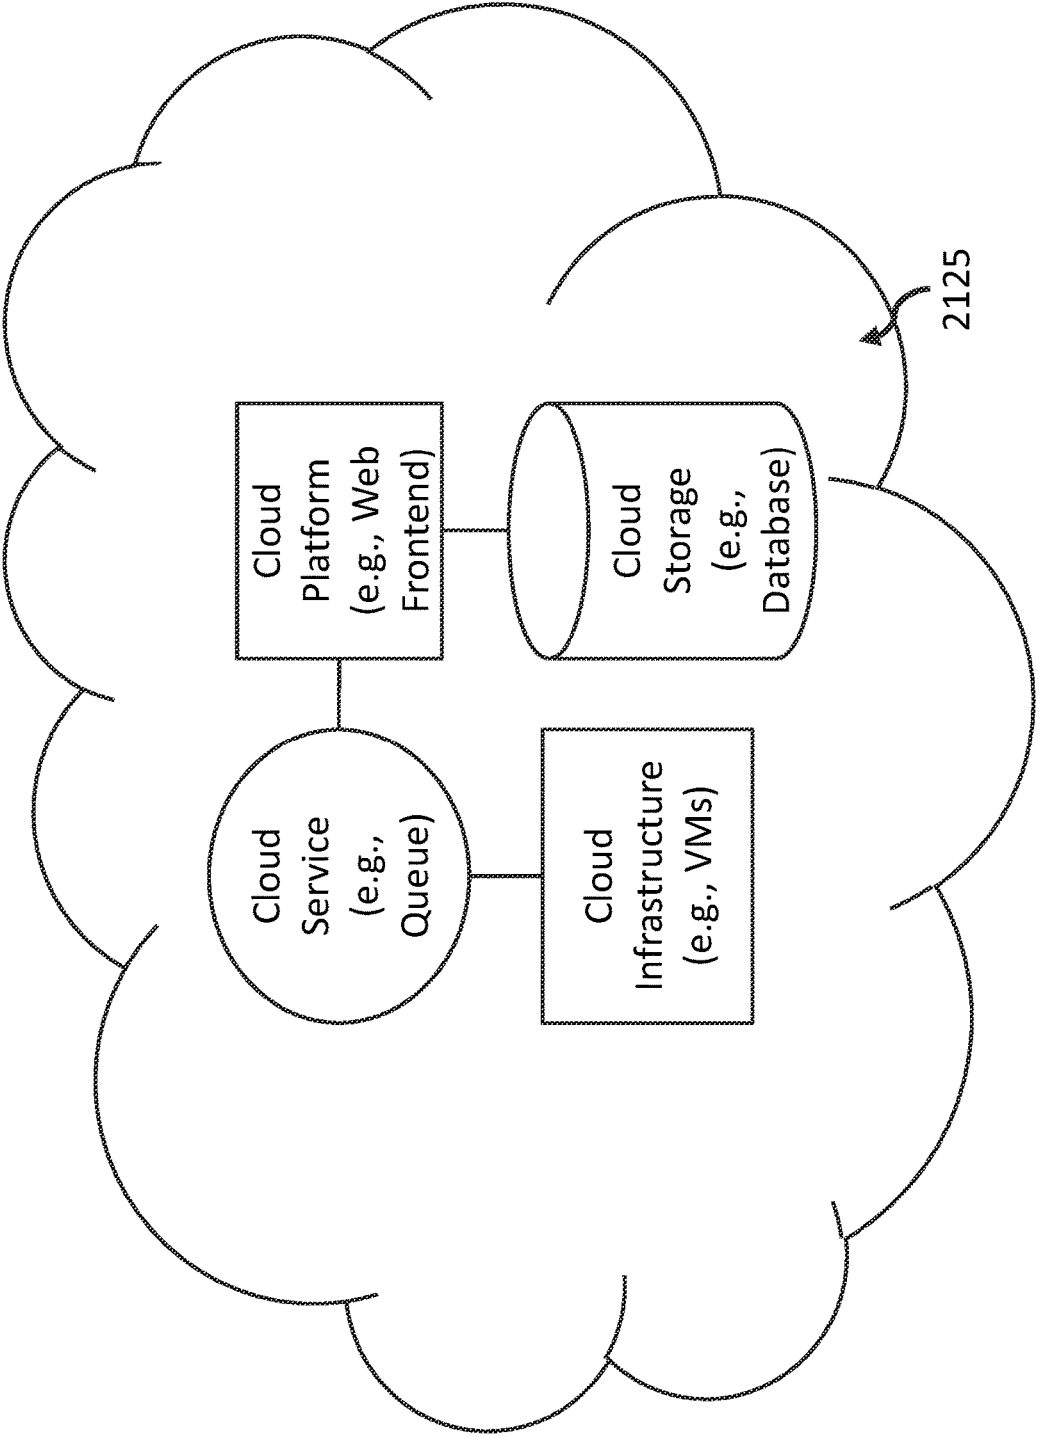 Cloud
Service
(e.g.,
Queue)
Cloud
Platform
(e.g., Web
Frontend)
Cloud
Infrastructure
(e.g., VMs)
Cloud
Storage
(e.g.,
Database)
2125